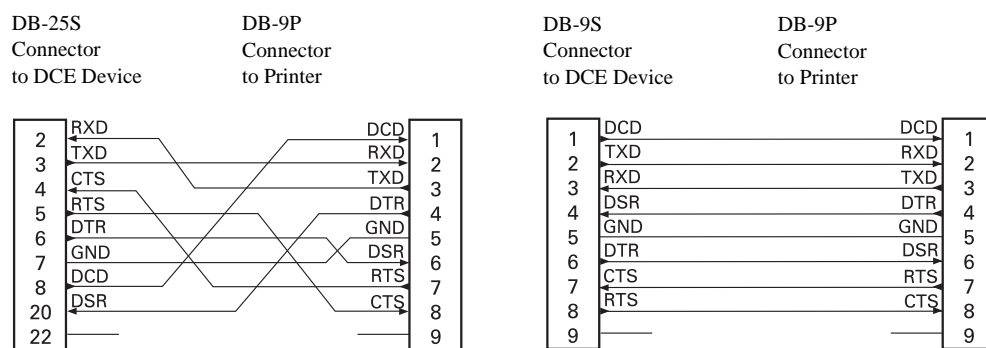 DB-25S
Connector
to DCE Device
DB-9P
Connector
to Printer
2 RXD DCD 1
3 TXD RXD 2
4 CTS TXD 3
5 RTS DTR 4
6 DTR GND 5
7 GND DSR 6
8 DCD RTS 7
20 DSR CTS 8
22 9
DB-9S
Connector
to DCE Device
DB-9P
Connector
to Printer
1 DCD DCD 1
2 TXD RXD 2
3 RXD TXD 3
4 DSR DTR 4
5 GND GND 5
6 DTR DSR 6
7 CTS RTS 7
8 RTS CTS 8
9 9